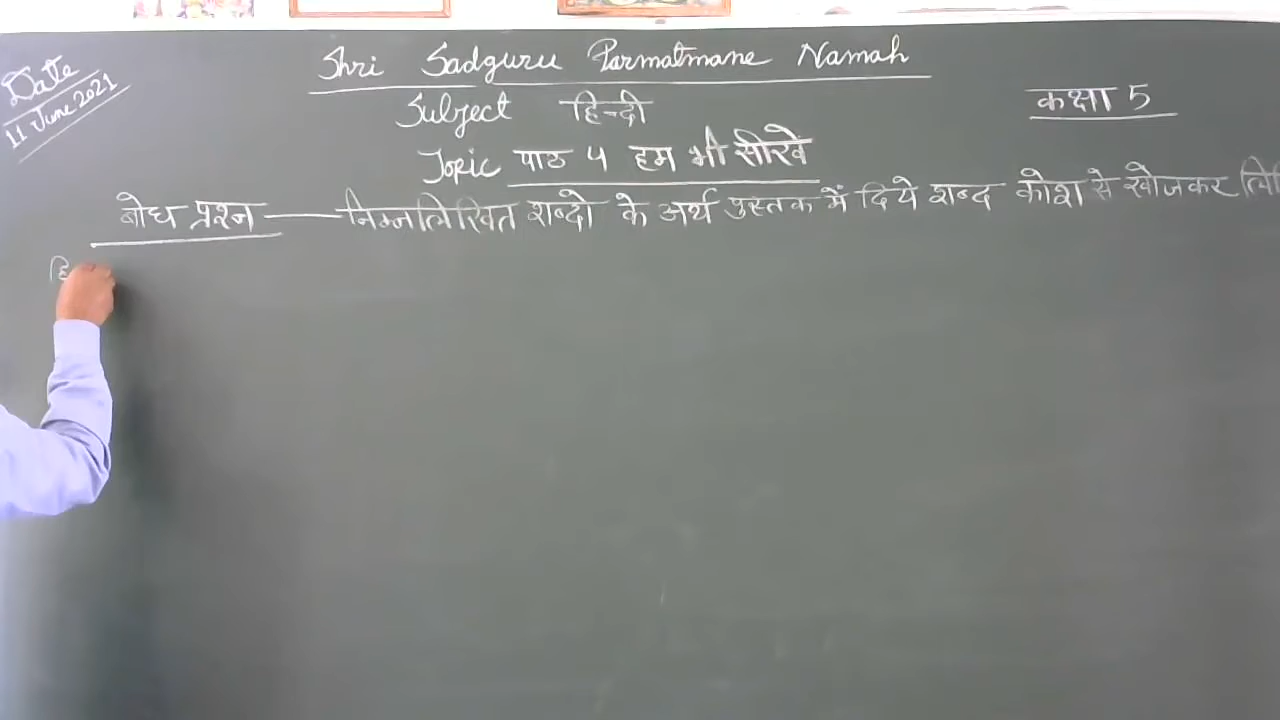 Date
11 June 2021
Shri Sadguru Parmatmane Namah
Subject हिन्दी
कक्षा 5
Topic पाठ 4 हम भी सीखें
बोध प्रश्न — निम्नलिखित शब्दो के अर्थ पुस्तक में दिये शब्द कोश से खोजकर
हि